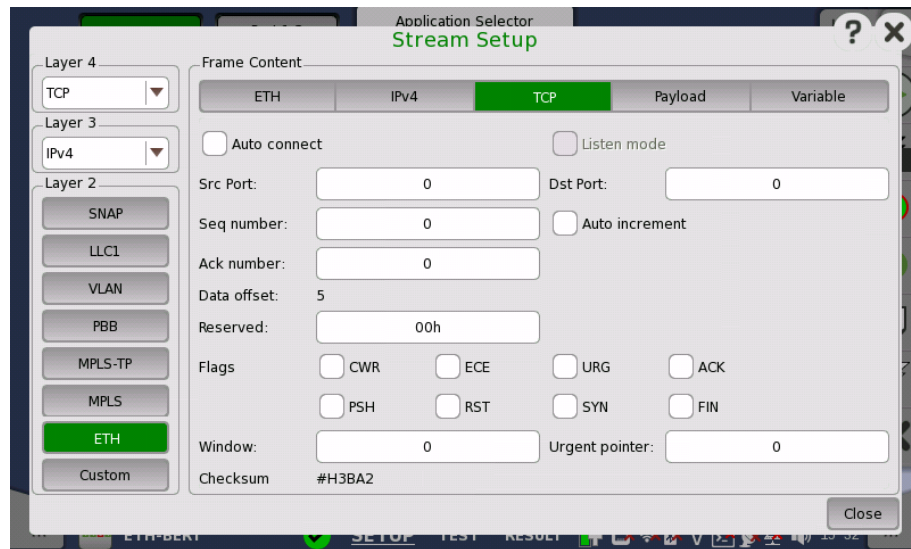 Application Selector
Stream Setup
? X
Layer 4
TCP
Layer 3
IPv4
Layer 2
SNAP
LLC1
VLAN
PBB
MPLS-TP
MPLS
ETH
Custom
Frame Content
ETH IPv4 TCP Payload Variable
Auto connect Listen mode
Src Port: 0 Dst Port: 0
Seq number: 0 Auto increment
Ack number: 0
Data offset: 5
Reserved: 00h
Flags CWR ECE URG ACK
PSH RST SYN FIN
Window: 0 Urgent pointer: 0
Checksum #H3BA2
Close
ETH-BERT SETUP TEST RESULT